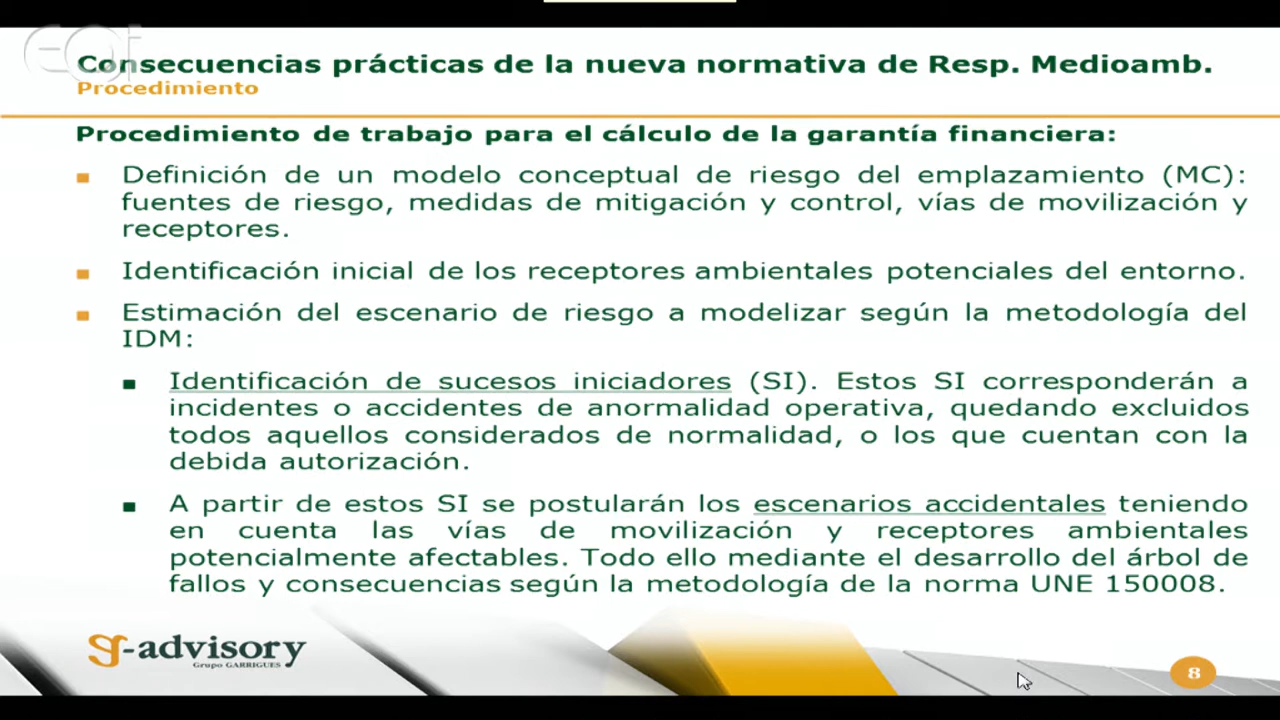 eoi
Consecuencias prácticas de la nueva normativa de Resp. Medioamb.
Procedimiento
Procedimiento de trabajo para el cálculo de la garantía financiera:
Definición de un modelo conceptual de riesgo del emplazamiento (MC):
fuentes de riesgo, medidas de mitigación y control, vías de movilización y
receptores.
Identificación inicial de los receptores ambientales potenciales del entorno.
Estimación del escenario de riesgo a modelizar según la metodología del
IDM:
Identificación de sucesos iniciadores (SI). Estos SI corresponderán a
incidentes o accidentes de anormalidad operativa, quedando excluidos
todos aquellos considerados de normalidad, o los que cuentan con la
debida autorización.
A partir de estos SI se postularán los escenarios accidentales teniendo
en cuenta las vías de movilización y receptores ambientales
potencialmente afectables. Todo ello mediante el desarrollo del árbol de
fallos y consecuencias según la metodología de la norma UNE 150008.
g-advisory
Grupo GARRIGUES
8